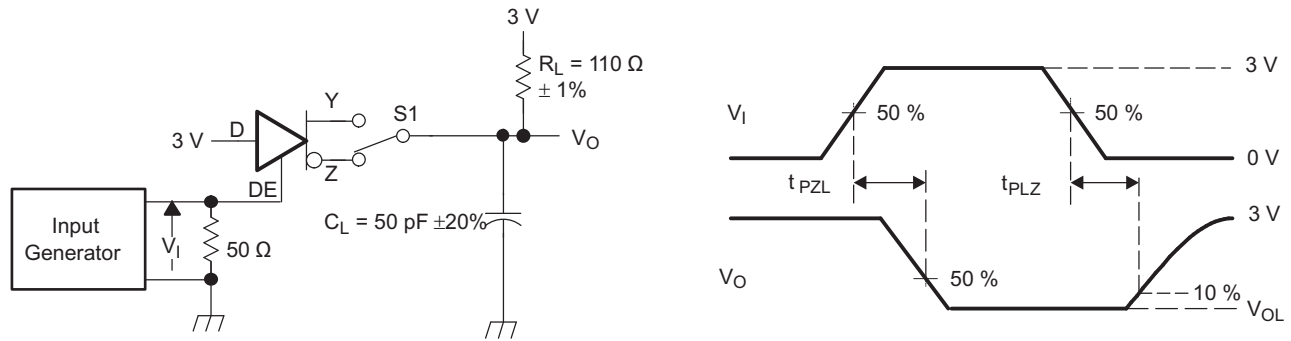 3 V
R_L = 110 Ω
± 1%
Y
S1
3 V D
V_O
Z
DE
Input
Generator
V_I
50 Ω
C_L = 50 pF ±20%
3 V
V_I
50 %
50 %
0 V
t_PZL
t_PLZ
3 V
V_O
50 %
10 %
V_OL